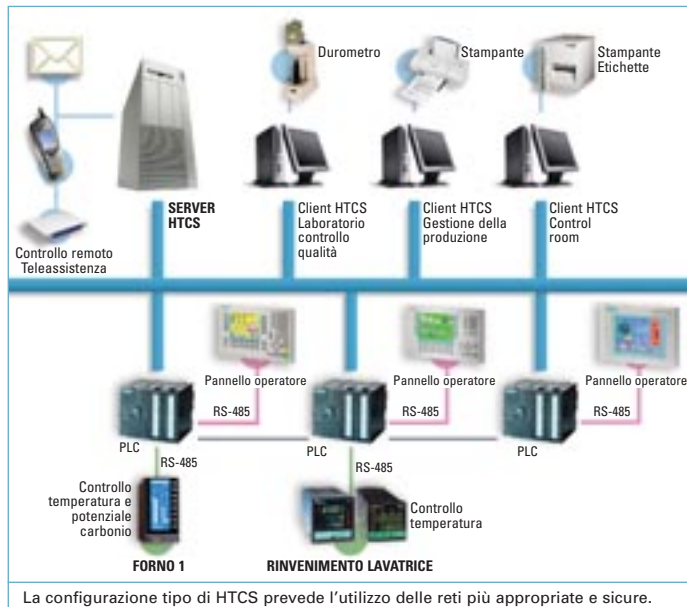 Durometro
Stampante
Stampante
Etichette
SERVER
HTCS
Client HTCS
Laboratorio
controllo
qualità
Client HTCS
Gestione della
produzione
Client HTCS
Control
room
Controllo remoto
Teleassistenza
Pannello operatore
Pannello operatore
Pannello operatore
RS-485
RS-485
RS-485
PLC
PLC
PLC
RS-485
RS-485
Controllo
temperatura e
potenziale
carbonio
Controllo
temperatura
FORNO 1
RINVENIMENTO LAVATRICE
La configurazione tipo di HTCS prevede l'utilizzo delle reti più appropriate e sicure.